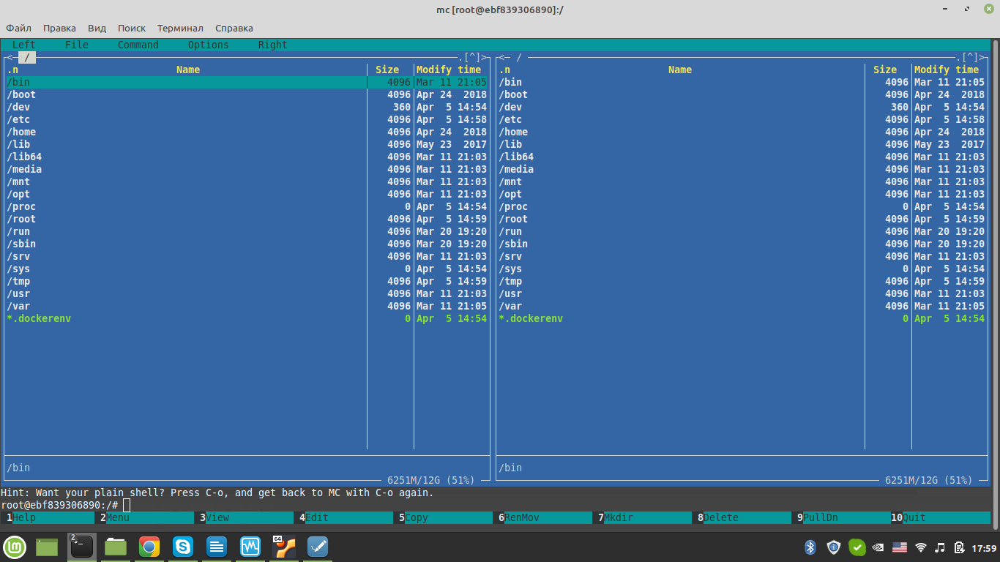 mc [root@ebf839306890]:/
Файл Правка Вид Поиск Терминал Справка
Left File Command Options Right
<─ / .[^]> <─ / .[^]>
.n Name Size Modify time .n Name Size Modify time
/bin 4096 Mar 11 21:05 /bin 4096 Mar 11 21:05
/boot 4096 Apr 24 2018 /boot 4096 Apr 24 2018
/dev 360 Apr 5 14:54 /dev 360 Apr 5 14:54
/etc 4096 Apr 5 14:58 /etc 4096 Apr 5 14:58
/home 4096 Apr 24 2018 /home 4096 Apr 24 2018
/lib 4096 May 23 2017 /lib 4096 May 23 2017
/lib64 4096 Mar 11 21:03 /lib64 4096 Mar 11 21:03
/media 4096 Mar 11 21:03 /media 4096 Mar 11 21:03
/mnt 4096 Mar 11 21:03 /mnt 4096 Mar 11 21:03
/opt 4096 Mar 11 21:03 /opt 4096 Mar 11 21:03
/proc 0 Apr 5 14:54 /proc 0 Apr 5 14:54
/root 4096 Apr 5 14:59 /root 4096 Apr 5 14:59
/run 4096 Mar 20 19:20 /run 4096 Mar 20 19:20
/sbin 4096 Mar 20 19:20 /sbin 4096 Mar 20 19:20
/srv 4096 Mar 11 21:03 /srv 4096 Mar 11 21:03
/sys 0 Apr 5 14:54 /sys 0 Apr 5 14:54
/tmp 4096 Apr 5 14:59 /tmp 4096 Apr 5 14:59
/usr 4096 Mar 11 21:03 /usr 4096 Mar 11 21:03
/var 4096 Mar 11 21:05 /var 4096 Mar 11 21:05
*.dockerenv 0 Apr 5 14:54 *.dockerenv 0 Apr 5 14:54
/bin /bin
6251M/12G (51%) 6251M/12G (51%)
Hint: Want your plain shell? Press C-o, and get back to MC with C-o again.
root@ebf839306890:/#
1Help 2Menu 3View 4Edit 5Copy 6RenMov 7Mkdir 8Delete 9PullDn 10Quit
2 64 17:59